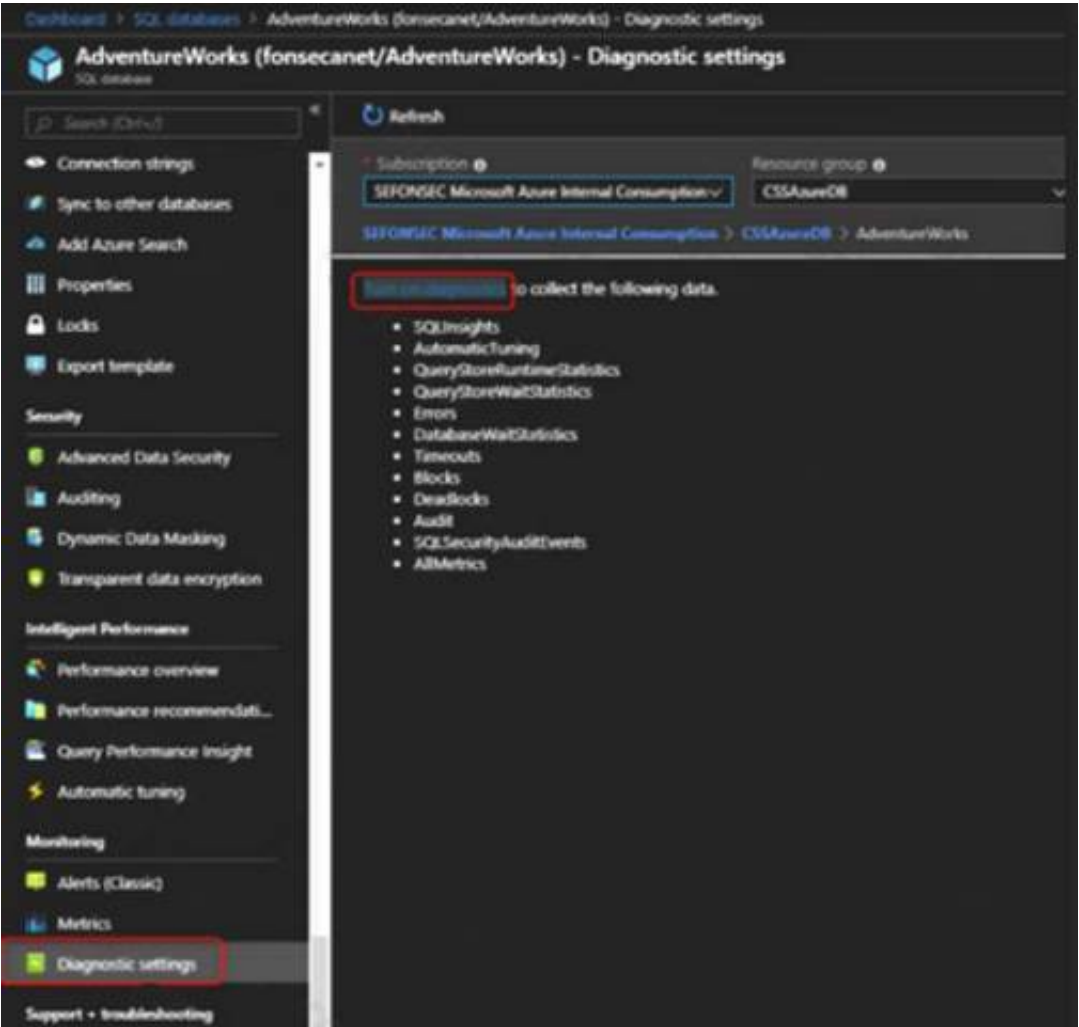 Dashboard > SQL databases > AdventureWorks (fonsecanet/AdventureWorks) - Diagnostic settings
AdventureWorks (fonsecanet/AdventureWorks) - Diagnostic settings
SQL database
Search (Ctrl+/)
Connection strings
Sync to other databases
Add Azure Search
Properties
Locks
Export template
Security
Advanced Data Security
Auditing
Dynamic Data Masking
Transparent data encryption
Intelligent Performance
Performance overview
Performance recommendati...
Query Performance Insight
Automatic tuning
Monitoring
Alerts (Classic)
Metrics
Diagnostic settings
Support + troubleshooting
Refresh
* Subscription
Resource group
SEFONSEC Microsoft Azure Internal Consumption
CSSAzureDB
SEFONSEC Microsoft Azure Internal Consumption > CSSAzureDB > AdventureWorks
Turn on diagnostics to collect the following data.
SQLInsights
AutomaticTuning
QueryStoreRuntimeStatistics
QueryStoreWaitStatistics
Errors
DatabaseWaitStatistics
Timeouts
Blocks
Deadlocks
Audit
SQLSecurityAuditEvents
AllMetrics